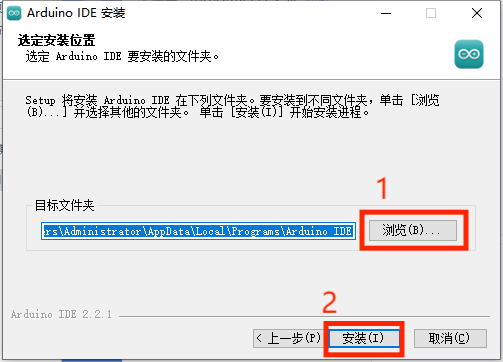 Arduino IDE 安装
选定安装位置
选定 Arduino IDE 要安装的文件夹。
Setup 将安装 Arduino IDE 在下列文件夹。要安装到不同文件夹，单击 [浏览
(B)...] 并选择其他的文件夹。 单击 [安装(I)] 开始安装进程。
1
目标文件夹
ers\Administrator\AppData\Local\Programs\Arduino IDE
浏览(B)...
Arduino IDE 2.2.1
2
< 上一步(P)
安装(I)
取消(C)